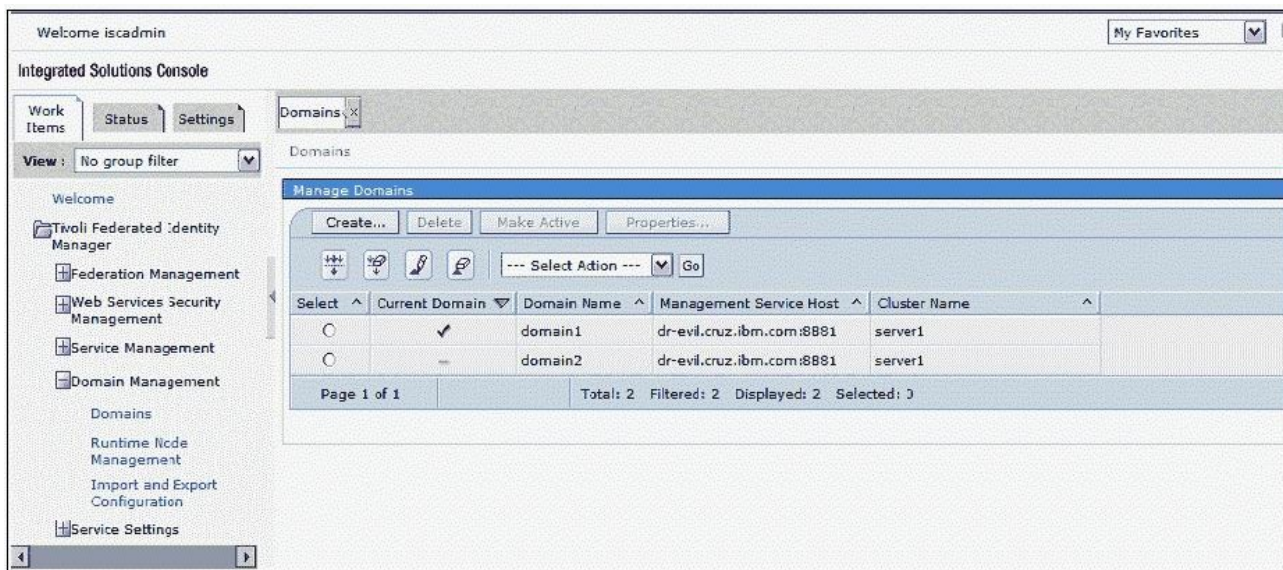 Welcome iscadmin
My Favorites
Integrated Solutions Console
Work Items
Status
Settings
Domains x
View : No group filter
Domains
Welcome
Manage Domains
Tivoli Federated Identity
Manager
Create... Delete Make Active Properties...
Federation Management
--- Select Action --- Go
Web Services Security
Management
Select Current Domain Domain Name Management Service Host Cluster Name
domain1 dr-evil.cruz.ibm.com:8881 server1
Service Management
domain2 dr-evil.cruz.ibm.com:8881 server1
Domain Management
Page 1 of 1 Total: 2 Filtered: 2 Displayed: 2 Selected: 0
Domains
Runtime Node
Management
Import and Export
Configuration
Service Settings